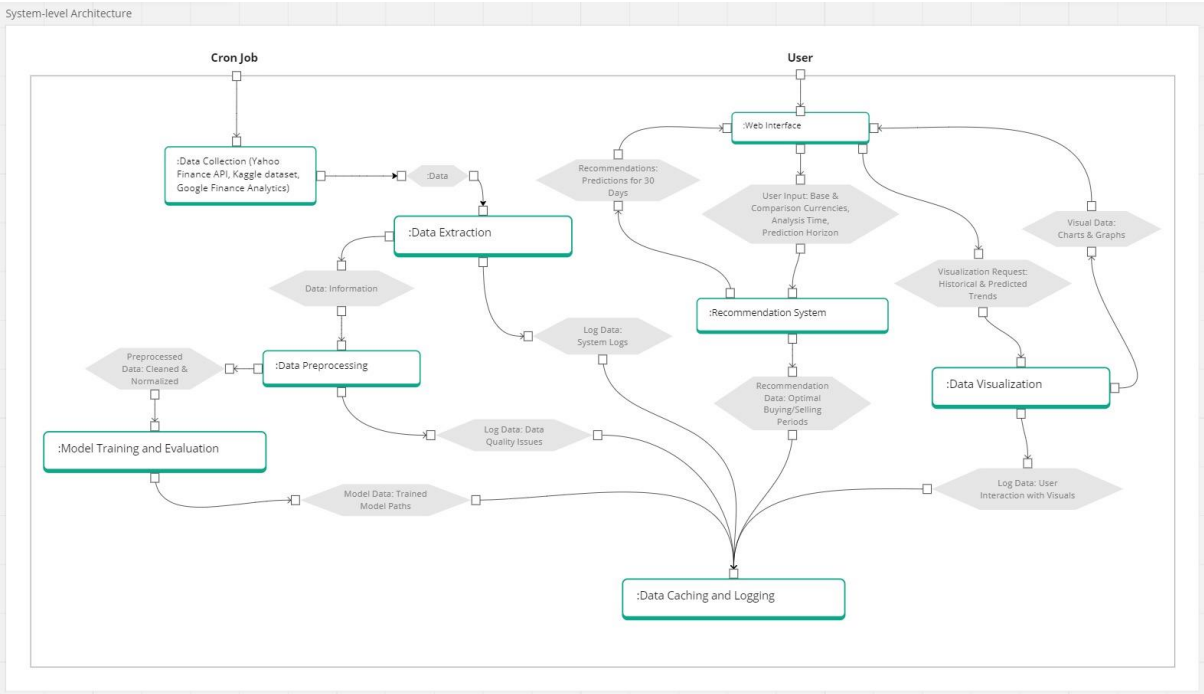 System-level Architecture
Cron Job
User
:Web Interface
:Data Collection (Yahoo
Finance API, Kaggle dataset,
Google Finance Analytics)
:Data
Recommendations:
Predictions for 30
Days
User Input: Base &
Comparison Currencies,
Analysis Time,
Prediction Horizon
Visual Data:
Charts & Graphs
:Data Extraction
Visualization Request:
Historical & Predicted
Trends
Data: Information
:Recommendation System
Log Data:
System Logs
Preprocessed
Data: Cleaned &
Normalized
:Data Preprocessing
Recommendation
Data: Optimal
Buying/Selling
Periods
:Data Visualization
:Model Training and Evaluation
Log Data: Data
Quality Issues
Model Data: Trained
Model Paths
Log Data: User
Interaction with Visuals
:Data Caching and Logging